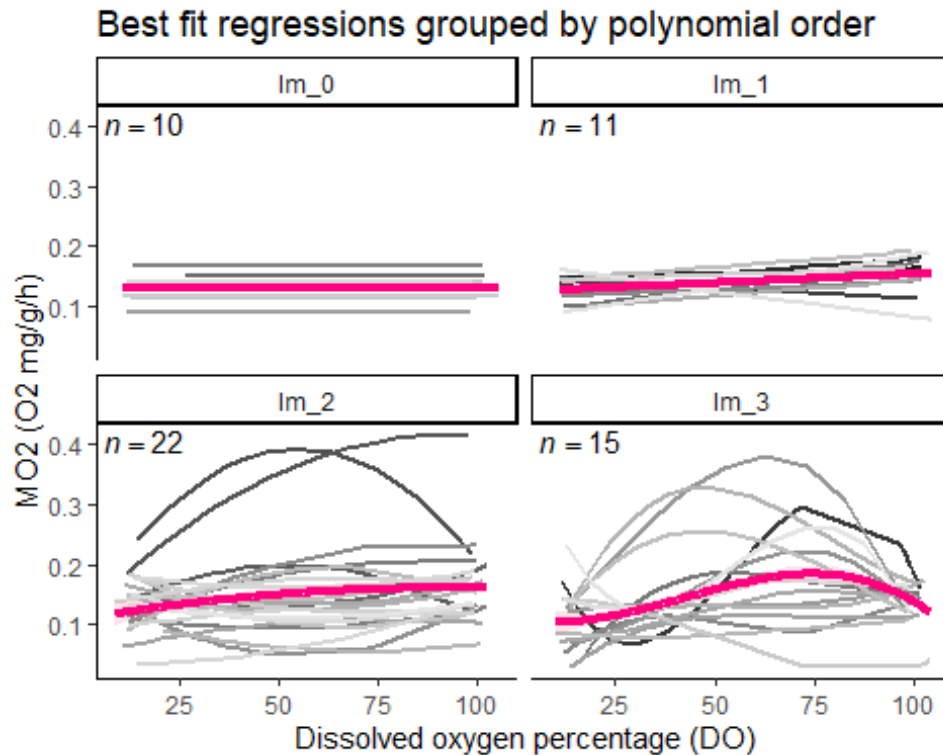 Best fit regressions grouped by polynomial order
lm_0
lm_1
n = 10
n = 11
0.4
0.3
0.2
0.1
lm_2
lm_3
n = 22
n = 15
0.4
0.3
0.2
0.1
MO2 (O2 mg/g/h)
25
50
75
100
25
50
75
100
Dissolved oxygen percentage (DO)